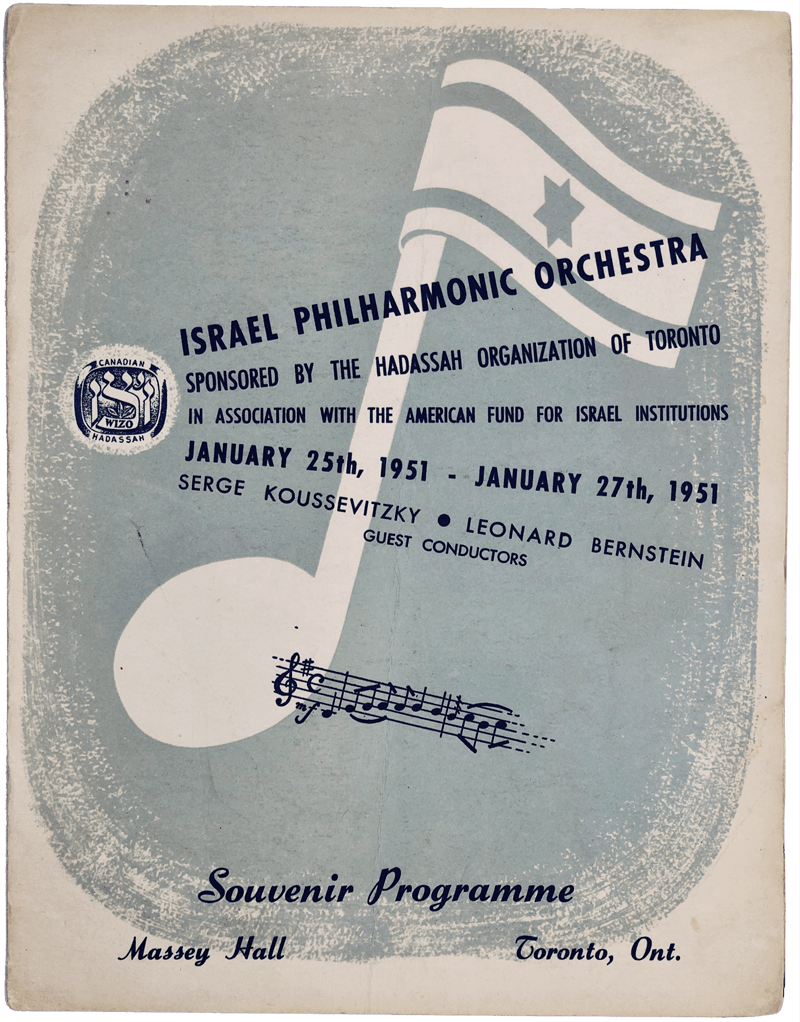 ISRAEL PHILHARMONIC ORCHESTRA
SPONSORED BY THE HADASSAH ORGANIZATION OF TORONTO
IN ASSOCIATION WITH THE AMERICAN FUND FOR ISRAEL INSTITUTIONS
CANADIAN
WIZO
HADASSAH
JANUARY 25th, 1951 - JANUARY 27th, 1951
SERGE KOUSSEVITZKY ● LEONARD BERNSTEIN
GUEST CONDUCTORS
mf
Souvenir Programme
Massey Hall Toronto, Ont.